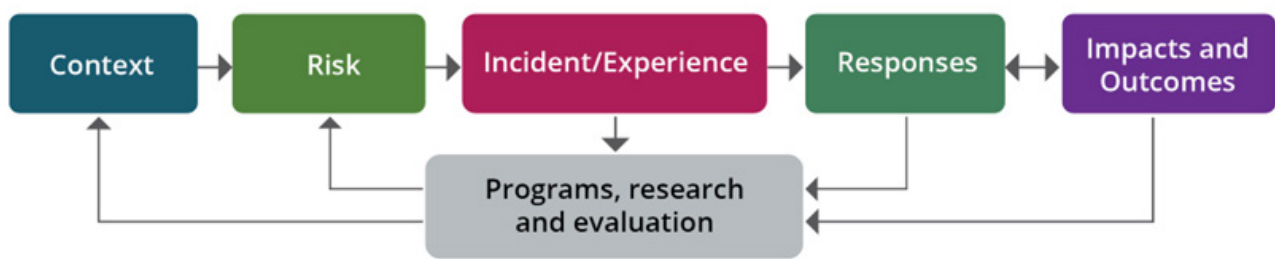 Context
Risk
Incident/Experience
Responses
Impacts and
Outcomes
Programs, research
and evaluation